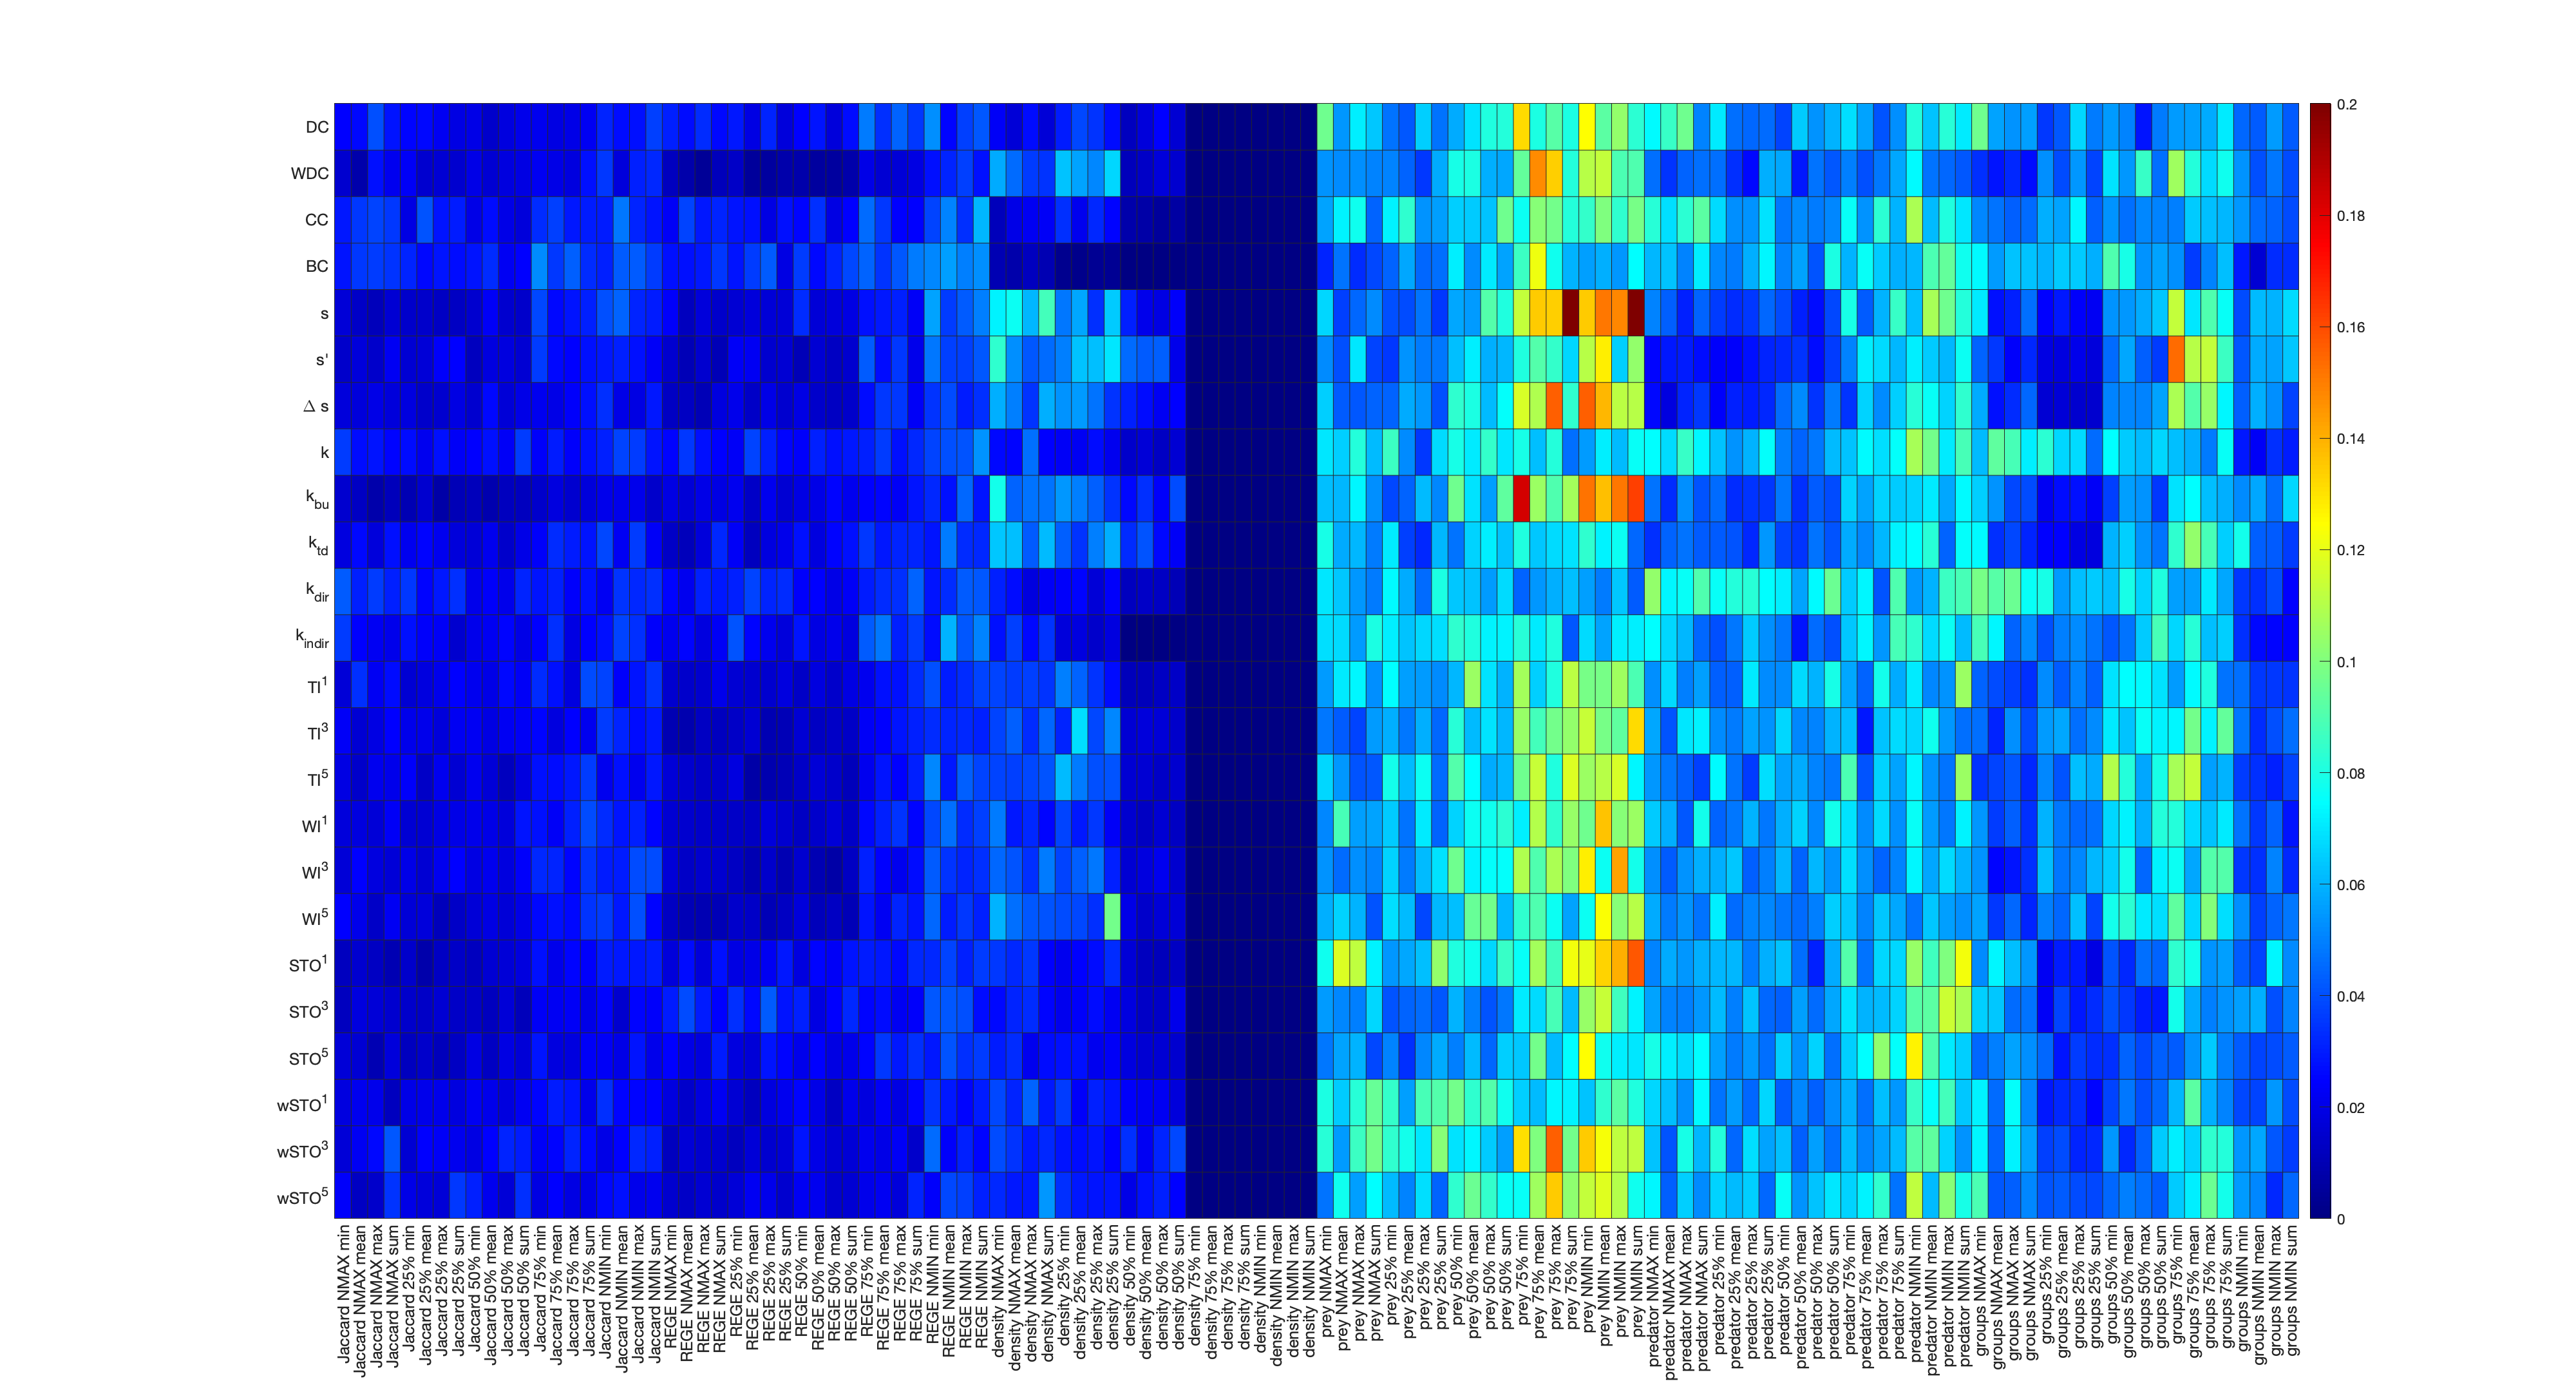 DC
WDC
CC
BC
s
s'
Δ s
k
k_bu
k_td
k_dir
k_indir
TI^1
TI^3
TI^5
WI^1
WI^3
WI^5
STO^1
STO^3
STO^5
wSTO^1
wSTO^3
wSTO^5
Jaccard NMAX min
Jaccard NMAX mean
Jaccard NMAX max
Jaccard NMAX sum
Jaccard 25% min
Jaccard 25% mean
Jaccard 25% max
Jaccard 25% sum
Jaccard 50% min
Jaccard 50% mean
Jaccard 50% max
Jaccard 50% sum
Jaccard 75% min
Jaccard 75% mean
Jaccard 75% max
Jaccard 75% sum
Jaccard NMIN min
Jaccard NMIN mean
Jaccard NMIN max
Jaccard NMIN sum
REGE NMAX min
REGE NMAX mean
REGE NMAX max
REGE NMAX sum
REGE 25% min
REGE 25% mean
REGE 25% max
REGE 25% sum
REGE 50% min
REGE 50% mean
REGE 50% max
REGE 50% sum
REGE 75% min
REGE 75% mean
REGE 75% max
REGE 75% sum
REGE NMIN min
REGE NMIN mean
REGE NMIN max
REGE NMIN sum
density NMAX min
density NMAX mean
density NMAX max
density NMAX sum
density 25% min
density 25% mean
density 25% max
density 25% sum
density 50% min
density 50% mean
density 50% max
density 50% sum
density 75% min
density 75% mean
density 75% max
density 75% sum
density NMIN min
density NMIN mean
density NMIN max
density NMIN sum
prey NMAX min
prey NMAX mean
prey NMAX max
prey NMAX sum
prey 25% min
prey 25% mean
prey 25% max
prey 25% sum
prey 50% min
prey 50% mean
prey 50% max
prey 50% sum
prey 75% min
prey 75% mean
prey 75% max
prey 75% sum
prey NMIN min
prey NMIN mean
prey NMIN max
prey NMIN sum
predator NMAX min
predator NMAX mean
predator NMAX max
predator NMAX sum
predator 25% min
predator 25% mean
predator 25% max
predator 25% sum
predator 50% min
predator 50% mean
predator 50% max
predator 50% sum
predator 75% min
predator 75% mean
predator 75% max
predator 75% sum
predator NMIN min
predator NMIN mean
predator NMIN max
predator NMIN sum
groups NMAX min
groups NMAX mean
groups NMAX max
groups NMAX sum
groups 25% min
groups 25% mean
groups 25% max
groups 25% sum
groups 50% min
groups 50% mean
groups 50% max
groups 50% sum
groups 75% min
groups 75% mean
groups 75% max
groups 75% sum
groups NMIN min
groups NMIN mean
groups NMIN max
groups NMIN sum
0.2
0.18
0.16
0.14
0.12
0.1
0.08
0.06
0.04
0.02
0